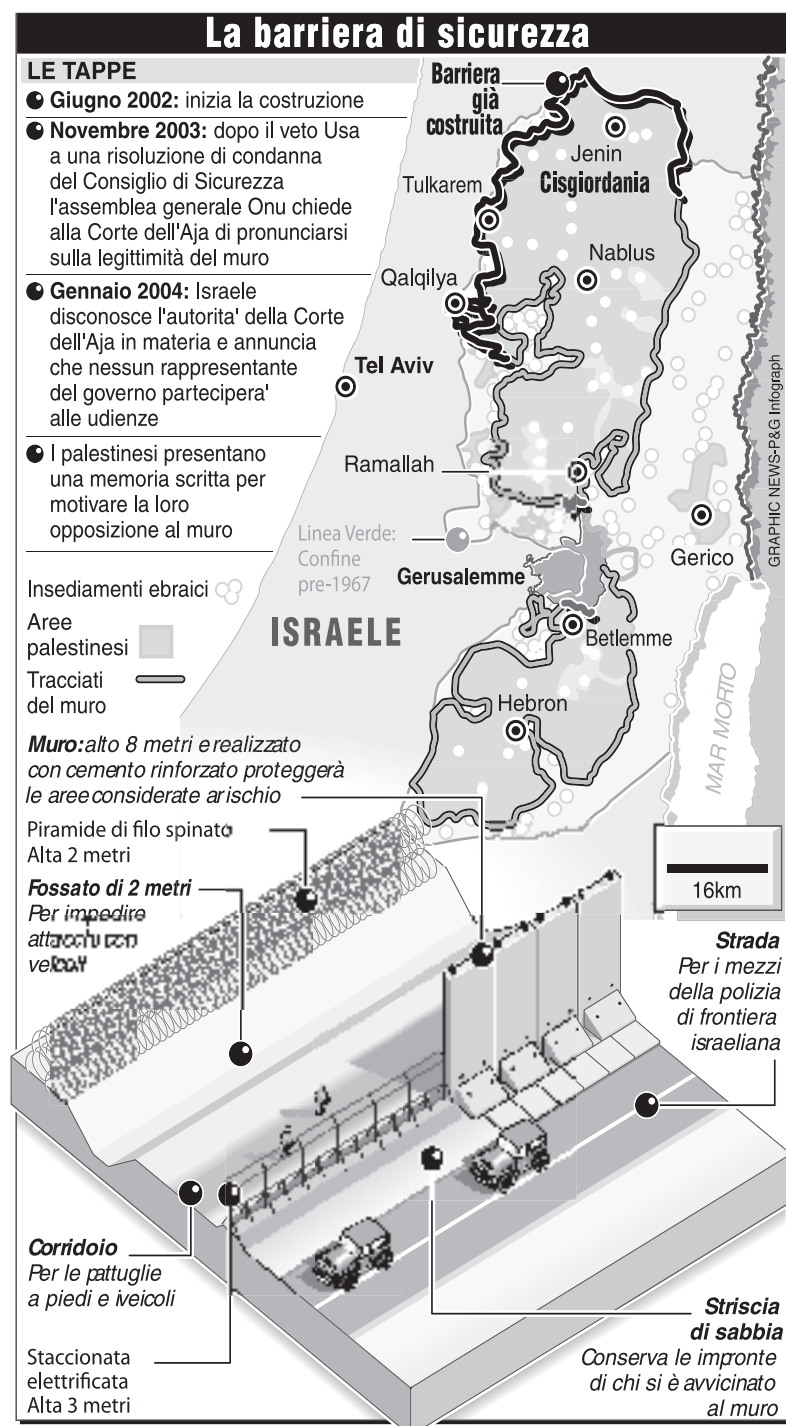 La barriera di sicurezza
LE TAPPE
Giugno 2002: inizia la costruzione
Novembre 2003: dopo il veto Usa
a una risoluzione di condanna
del Consiglio di Sicurezza
l'assemblea generale Onu chiede
alla Corte dell'Aja di pronunciarsi
sulla legittimità del muro
Gennaio 2004: Israele
disconosce l'autorita' della Corte
dell'Aja in materia e annuncia
che nessun rappresentante
del governo partecipera'
alle udienze
I palestinesi presentano
una memoria scritta per
motivare la loro
opposizione al muro
Insediamenti ebraici
Aree
palestinesi
Tracciati
del muro
Barriera
già
costruita
Jenin
Cisgiordania
Tulkarem
Nablus
Qalqilya
Tel Aviv
Ramallah
Linea Verde:
Confine
pre-1967
Gerusalemme
Gerico
ISRAELE
Betlemme
Hebron
MAR MORTO
16km
GRAPHIC NEWS-P&G Infograph
Muro: alto 8 metri e realizzato
con cemento rinforzato proteggerà
le aree considerate a rischio
Piramide di filo spinato
Alta 2 metri
Fossato di 2 metri
Per impedire
attacchi con
veicoli
Strada
Per i mezzi
della polizia
di frontiera
israeliana
Corridoio
Per le pattuglie
a piedi e iveicoli
Staccionata
elettrificata
Alta 3 metri
Striscia
di sabbia
Conserva le impronte
di chi si è avvicinato
al muro